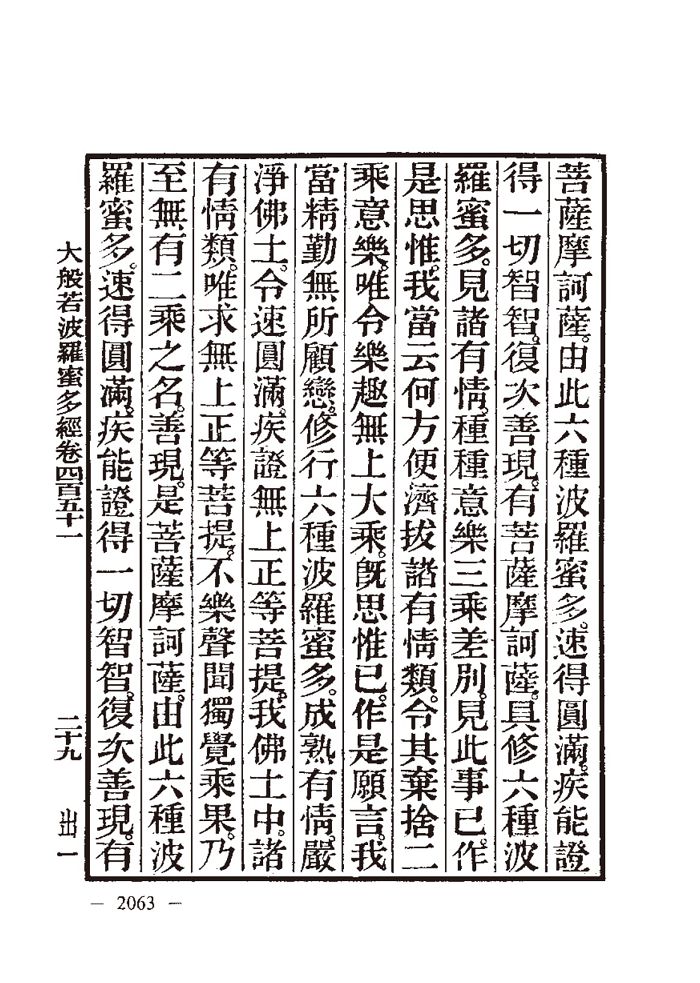 菩薩摩訶薩。由此六種波羅蜜多。速得圓滿。疾能證
得一切智智。復次善現。有菩薩摩訶薩。具修六種波
羅蜜多。見諸有情。種種意樂三乘差別。見此事已。作
是思惟。我當云何方便濟拔諸有情類。令其棄捨二
乘意樂。唯令樂趣無上大乘。既思惟已。作是願言。我
當精勤無所顧戀。修行六種波羅蜜多。成熟有情嚴
淨佛土。令速圓滿。疾證無上正等菩提。我佛土中。諸
有情類。唯求無上正等菩提。不樂聲聞獨覺乘果。乃
至無有二乘之名。善現。是菩薩摩訶薩。由此六種波
羅蜜多。速得圓滿。疾能證得一切智智。復次善現。有
大般若波羅蜜多經卷四百五十一 二十九 出一
— 2063 —